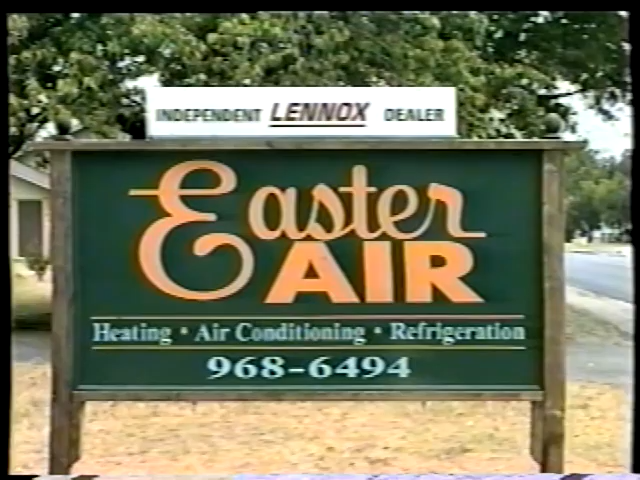 INDEPENDENT LENNOX DEALER
Easter
AIR
Heating • Air Conditioning • Refrigeration
968-6494